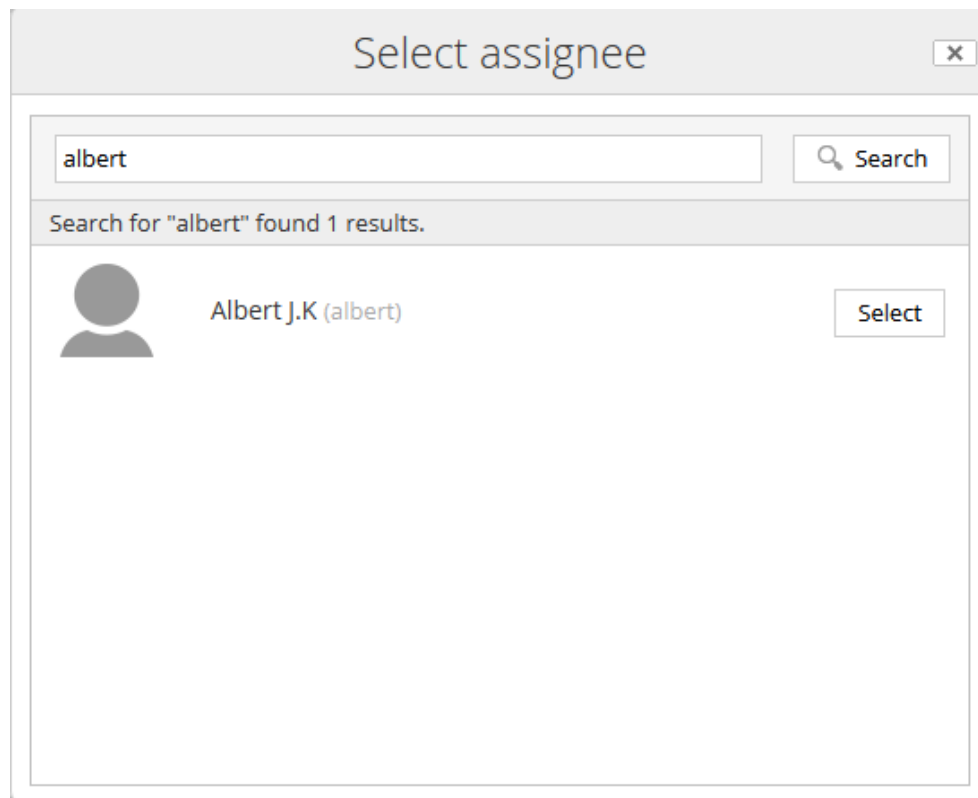 Select assignee
albert
Search
Search for "albert" found 1 results.
Albert J.K (albert)
Select